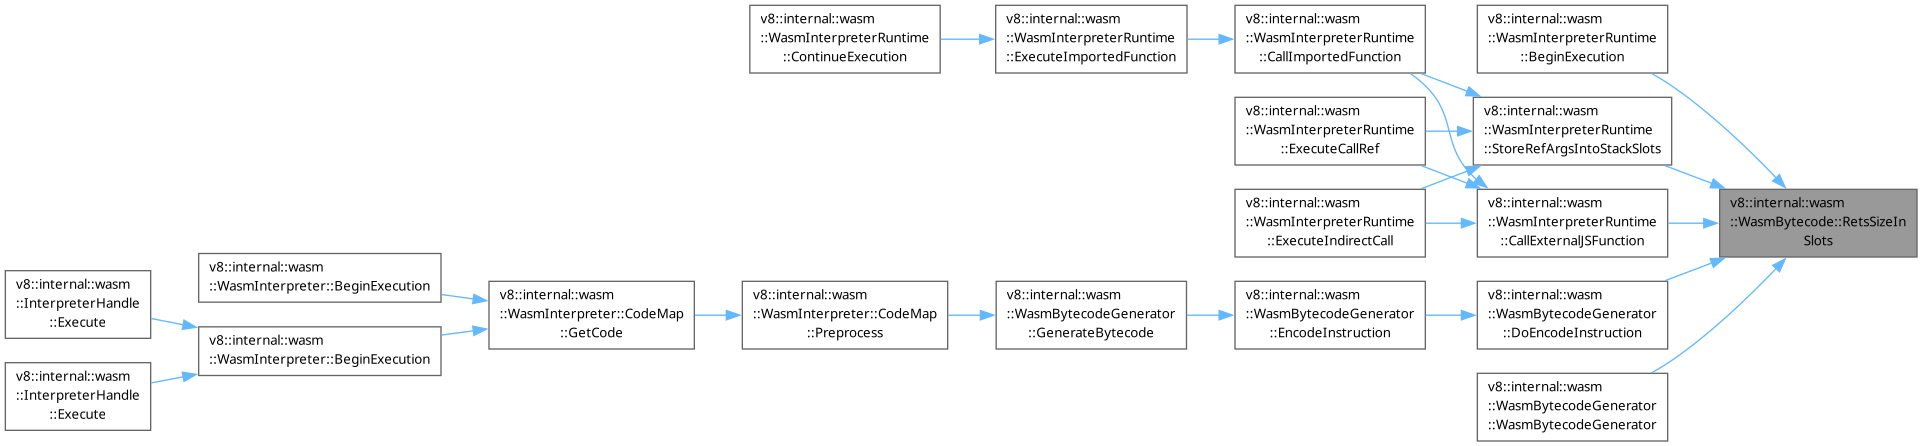 v8::internal::wasm
::WasmInterpreterRuntime
::ContinueExecution
v8::internal::wasm
::WasmInterpreterRuntime
::ExecuteImportedFunction
v8::internal::wasm
::WasmInterpreterRuntime
::CallImportedFunction
v8::internal::wasm
::WasmInterpreterRuntime
::BeginExecution
v8::internal::wasm
::WasmInterpreterRuntime
::ExecuteCallRef
v8::internal::wasm
::WasmInterpreterRuntime
::StoreRefArgsIntoStackSlots
v8::internal::wasm
::WasmInterpreterRuntime
::ExecuteIndirectCall
v8::internal::wasm
::WasmInterpreterRuntime
::CallExternalJSFunction
v8::internal::wasm
::WasmBytecode::RetsSizeIn
Slots
v8::internal::wasm
::InterpreterHandle
::Execute
v8::internal::wasm
::WasmInterpreter::BeginExecution
v8::internal::wasm
::WasmInterpreter::CodeMap
::GetCode
v8::internal::wasm
::WasmInterpreter::CodeMap
::Preprocess
v8::internal::wasm
::WasmBytecodeGenerator
::GenerateBytecode
v8::internal::wasm
::WasmBytecodeGenerator
::EncodeInstruction
v8::internal::wasm
::WasmBytecodeGenerator
::DoEncodeInstruction
v8::internal::wasm
::InterpreterHandle
::Execute
v8::internal::wasm
::WasmInterpreter::BeginExecution
v8::internal::wasm
::WasmBytecodeGenerator
::WasmBytecodeGenerator